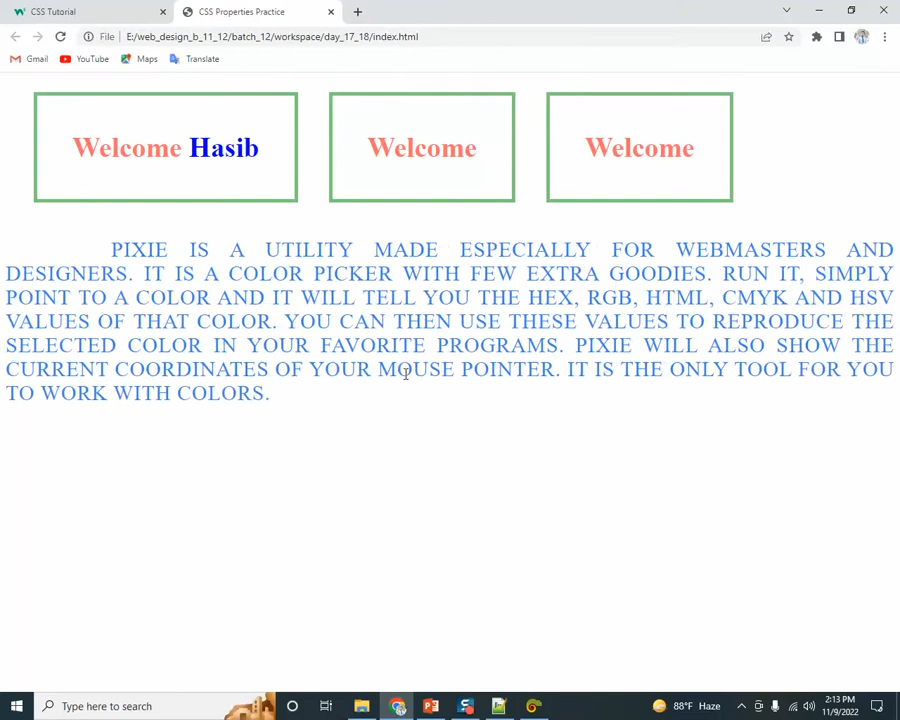 CSS Tutorial
CSS Properties Practice
File E:/web_design_b_11_12/batch_12/workspace/day_17_18/index.html
Gmail YouTube Maps Translate
Welcome Hasib Welcome Welcome
PIXIE IS A UTILITY MADE ESPECIALLY FOR WEBMASTERS AND
DESIGNERS. IT IS A COLOR PICKER WITH FEW EXTRA GOODIES. RUN IT, SIMPLY
POINT TO A COLOR AND IT WILL TELL YOU THE HEX, RGB, HTML, CMYK AND HSV
VALUES OF THAT COLOR. YOU CAN THEN USE THESE VALUES TO REPRODUCE THE
SELECTED COLOR IN YOUR FAVORITE PROGRAMS. PIXIE WILL ALSO SHOW THE
CURRENT COORDINATES OF YOUR MOUSE POINTER. IT IS THE ONLY TOOL FOR YOU
TO WORK WITH COLORS.
Type here to search
88°F Haze
2:13 PM
11/9/2022